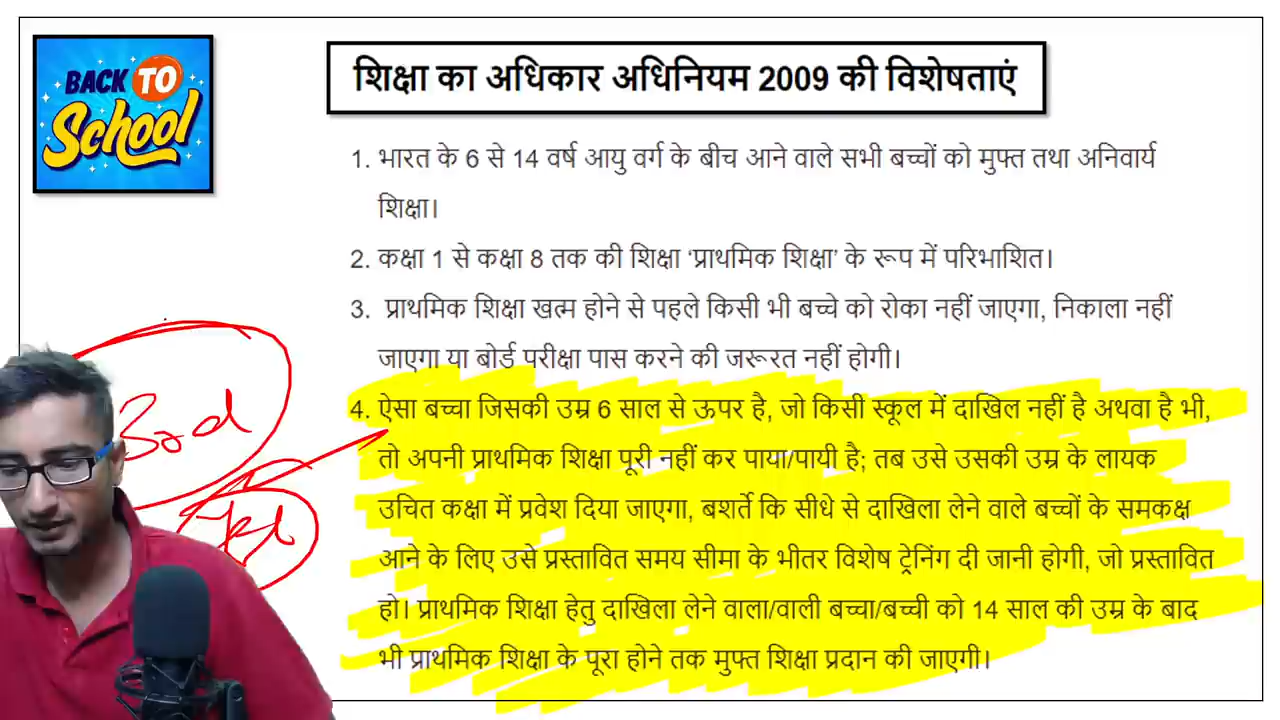 BACK TO
School
शिक्षा का अधिकार अधिनियम 2009 की विशेषताएं
1. भारत के 6 से 14 वर्ष आयु वर्ग के बीच आने वाले सभी बच्चों को मुफ्त तथा अनिवार्य
शिक्षा।
2. कक्षा 1 से कक्षा 8 तक की शिक्षा ‘प्राथमिक शिक्षा’ के रूप में परिभाशित।
3. प्राथमिक शिक्षा खत्म होने से पहले किसी भी बच्चे को रोका नहीं जाएगा, निकाला नहीं
जाएगा या बोर्ड परीक्षा पास करने की जरूरत नहीं होगी।
4. ऐसा बच्चा जिसकी उम्र 6 साल से ऊपर है, जो किसी स्कूल में दाखिल नहीं है अथवा है भी,
तो अपनी प्राथमिक शिक्षा पूरी नहीं कर पाया/पायी है; तब उसे उसकी उम्र के लायक
उचित कक्षा में प्रवेश दिया जाएगा, बशर्ते कि सीधे से दाखिला लेने वाले बच्चों के समकक्ष
आने के लिए उसे प्रस्तावित समय सीमा के भीतर विशेष ट्रेनिंग दी जानी होगी, जो प्रस्तावित
हो। प्राथमिक शिक्षा हेतु दाखिला लेने वाला/वाली बच्चा/बच्ची को 14 साल की उम्र के बाद
भी प्राथमिक शिक्षा के पूरा होने तक मुफ्त शिक्षा प्रदान की जाएगी।
3rd